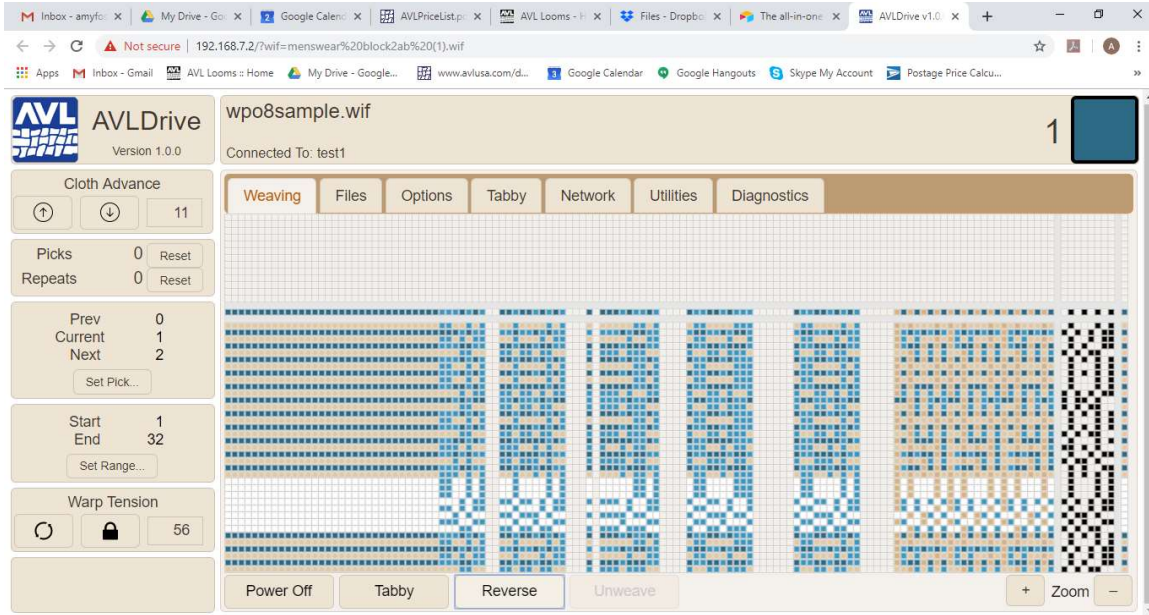 Inbox - amyfo
My Drive - Go
Google Calend
AVLPriceList.p
AVL Looms - H
Files - Dropbo
The all-in-one
AVLDrive v1.0.
Not secure | 192.168.7.2/?wif=menswear%20block2ab%20(1).wif
A
Apps Inbox - Gmail AVL Looms :: Home My Drive - Google... www.avlusa.com/d... Google Calendar Google Hangouts Skype My Account Postage Price Calcu... »
AVL
AVLDrive
Version 1.0.0
wpo8sample.wif
Connected To: test1
1
Cloth Advance
11
Picks 0 Reset
Repeats 0 Reset
Prev 0
Current 1
Next 2
Set Pick...
Start 1
End 32
Set Range...
Warp Tension
56
Weaving Files Options Tabby Network Utilities Diagnostics
Power Off Tabby Reverse Unweave + Zoom −